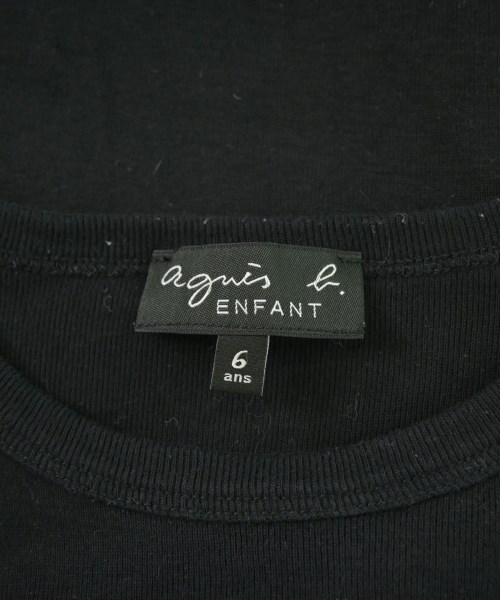 agnès b.
ENFANT
6
ans